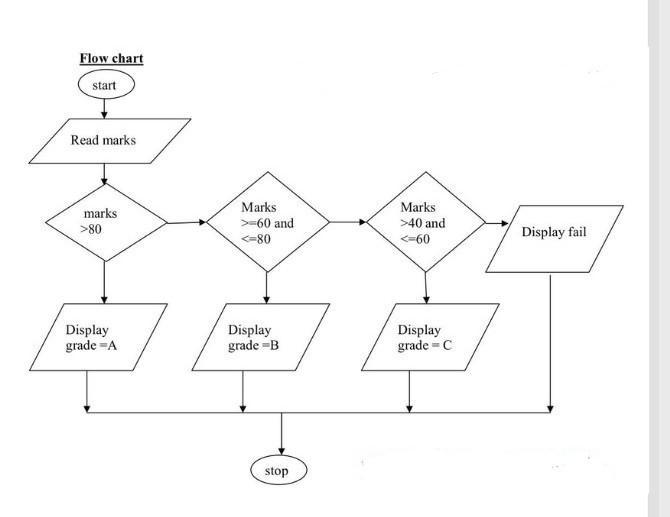 Flow chart
start
Read marks
marks
>80
Marks
>=60 and
<=80
Marks
>40 and
<=60
Display fail
Display
grade =A
Display
grade =B
Display
grade = C
stop